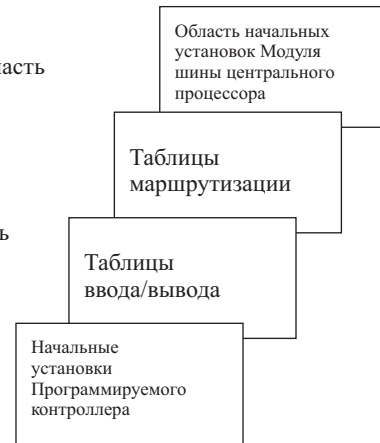 Область начальных
установок Модуля
шины центрального
процессора
Таблицы
маршрутизации
Таблицы
ввода/вывода
Начальные
установки
Программируемого
контроллера